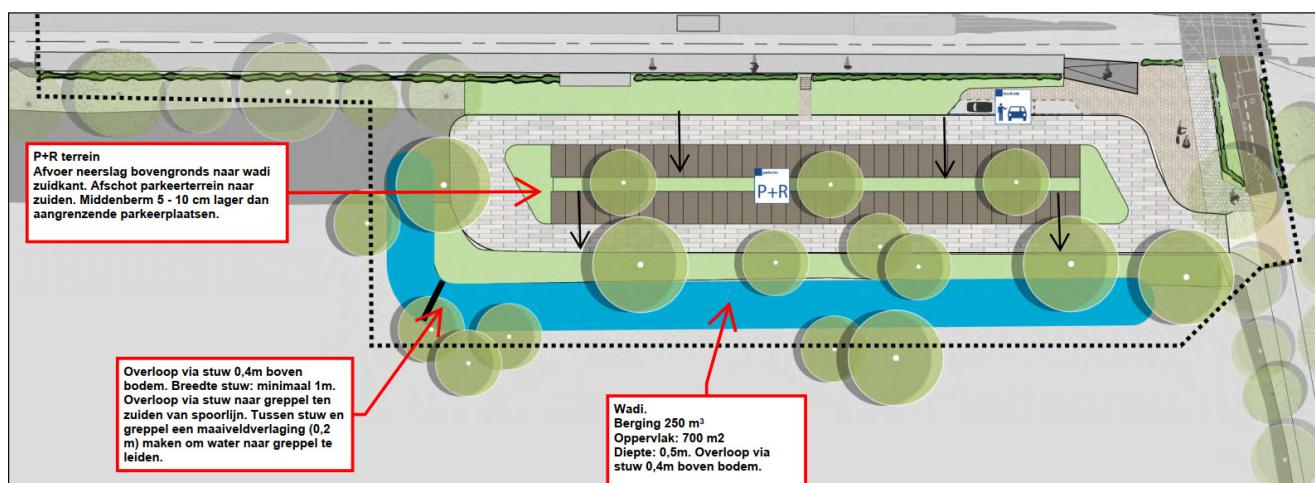 P+R terrein
Afvoer neerslag bovengronds naar wadi
zuidkant. Afschot parkeerterrein naar
zuiden. Middenberm 5 - 10 cm lager dan
aangrenzende parkeerplaatsen.
P+R
Overloop via stuw 0,4m boven
bodem. Breedte stuw: minimaal 1m.
Overloop via stuw naar greppel ten
zuiden van spoorlijn. Tussen stuw en
greppel een maaiveldverlaging (0,2
m) maken om water naar greppel te
leiden.
Wadi.
Berging 250 m³
Oppervlak: 700 m2
Diepte: 0,5m. Overloop via
stuw 0,4m boven bodem.